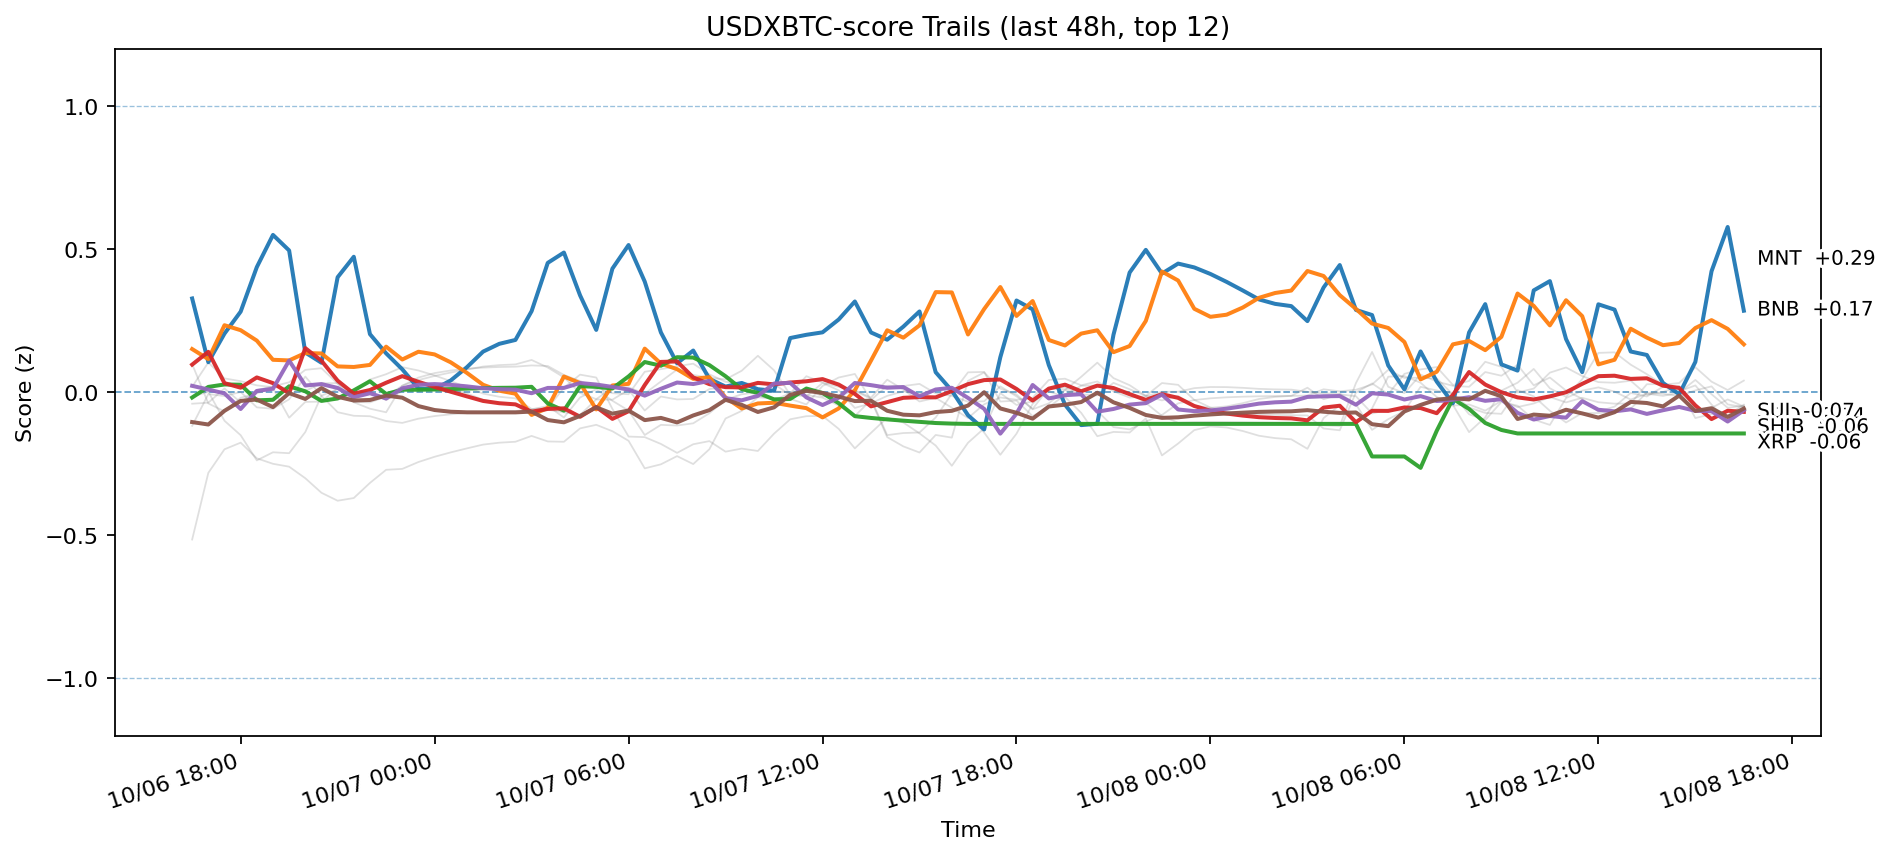 USDXBTC-score Trails (last 48h, top 12)
Score (z)
1.0
0.5
0.0
−0.5
−1.0
MNT +0.29
BNB +0.17
SHIB -0.06
XRP -0.06
10/06 18:00
10/07 00:00
10/07 06:00
10/07 12:00
10/07 18:00
10/08 00:00
10/08 06:00
10/08 12:00
10/08 18:00
Time